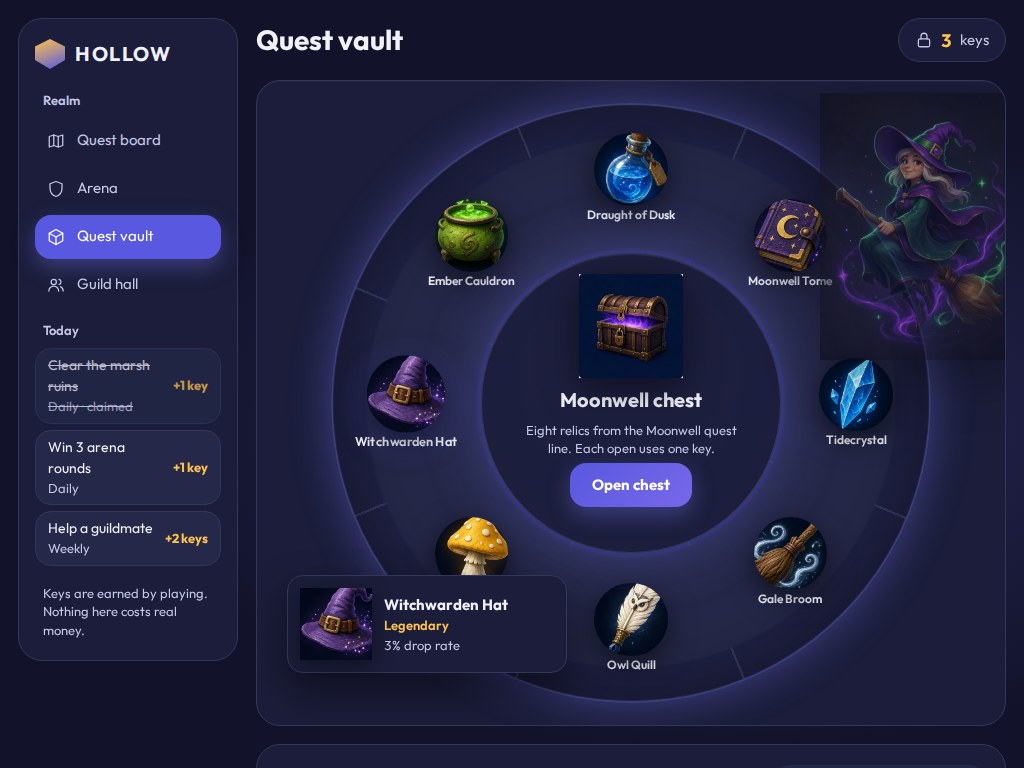 HOLLOW
Realm
Quest board
Arena
Quest vault
Guild hall
Today
Clear the marsh
ruins
Daily · claimed
+1 key
Win 3 arena
rounds
Daily
+1 key
Help a guildmate
Weekly
+2 keys
Keys are earned by playing.
Nothing here costs real
money.
Quest vault
3 keys
Draught of Dusk
Ember Cauldron
Moonwell Tome
Witchwarden Hat
Tidecrystal
Moonwell chest
Eight relics from the Moonwell quest
line. Each open uses one key.
Open chest
Gale Broom
Owl Quill
Witchwarden Hat
Legendary
3% drop rate